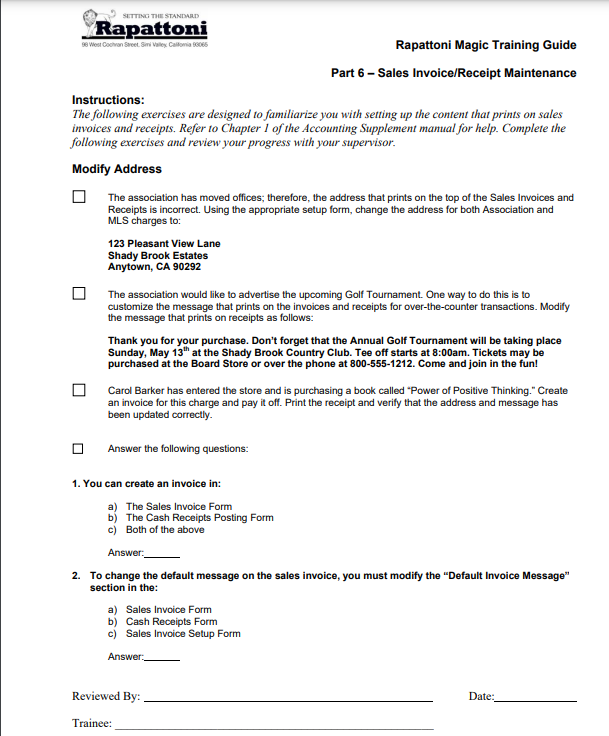 SETTING THE STANDARD
Rapattoni
98 West Cochran Street, Simi Valley, California 93065
Rapattoni Magic Training Guide
Part 6 – Sales Invoice/Receipt Maintenance
Instructions:
The following exercises are designed to familiarize you with setting up the content that prints on sales
invoices and receipts. Refer to Chapter 1 of the Accounting Supplement manual for help. Complete the
following exercises and review your progress with your supervisor.
Modify Address
The association has moved offices; therefore, the address that prints on the top of the Sales Invoices and
Receipts is incorrect. Using the appropriate setup form, change the address for both Association and
MLS charges to:
123 Pleasant View Lane
Shady Brook Estates
Anytown, CA 90292
The association would like to advertise the upcoming Golf Tournament. One way to do this is to
customize the message that prints on the invoices and receipts for over-the-counter transactions. Modify
the message that prints on receipts as follows:
Thank you for your purchase. Don't forget that the Annual Golf Tournament will be taking place
Sunday, May 13th at the Shady Brook Country Club. Tee off starts at 8:00am. Tickets may be
purchased at the Board Store or over the phone at 800-555-1212. Come and join in the fun!
Carol Barker has entered the store and is purchasing a book called “Power of Positive Thinking.” Create
an invoice for this charge and pay it off. Print the receipt and verify that the address and message has
been updated correctly.
Answer the following questions:
1. You can create an invoice in:
a) The Sales Invoice Form
b) The Cash Receipts Posting Form
c) Both of the above
Answer:______
2. To change the default message on the sales invoice, you must modify the “Default Invoice Message”
section in the:
a) Sales Invoice Form
b) Cash Receipts Form
c) Sales Invoice Setup Form
Answer:______
Reviewed By: ______ Date:______
Trainee: ______